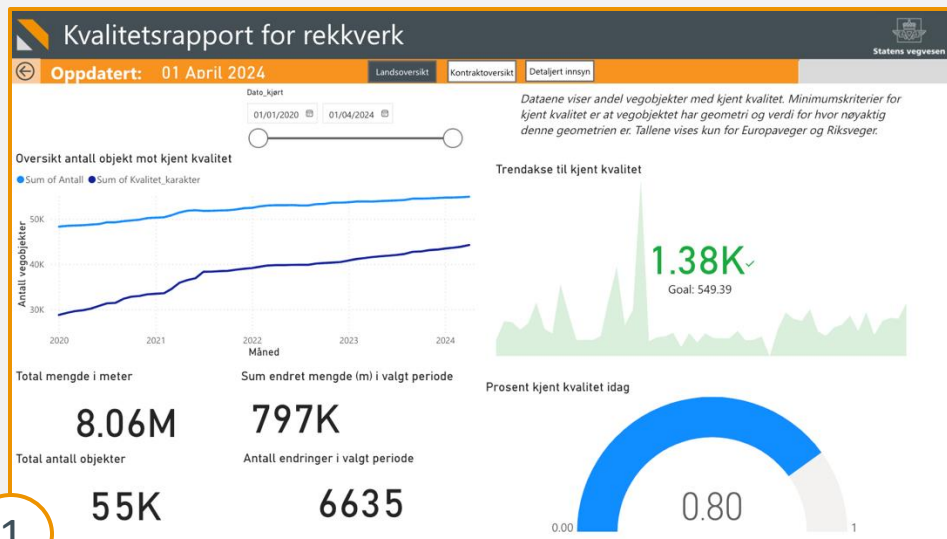 Kvalitetsrapport for rekkverk
Statens vegvesen
Oppdatert: 01 April 2024
Landsoversikt
Kontraktoversikt
Detaljert innsyn
Dato_kjørt
01/01/2020
01/04/2024
Dataene viser andel vegobjekter med kjent kvalitet. Minimumskriterier for
kjent kvalitet er at vegobjektet har geometri og verdi for hvor nøyaktig
denne geometrien er. Tallene vises kun for Europaveger og Riksveger.
Oversikt antall objekt mot kjent kvalitet
Sum of Antall Sum of Kvalitet_karakter
Antall vegobjekter
50K
40K
30K
2020 2021 2022 2023 2024
Måned
Trendakse til kjent kvalitet
1.38K
Goal: 549.39
Total mengde i meter
8.06M
Sum endret mengde (m) i valgt periode
797K
Total antall objekter
55K
Antall endringer i valgt periode
6635
Prosent kjent kvalitet idag
0.80
0.00
1
1